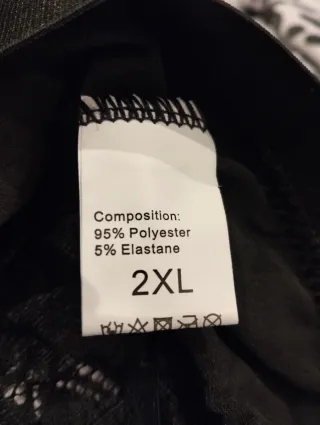 Composition:
95% Polyester
5% Elastane
2XL